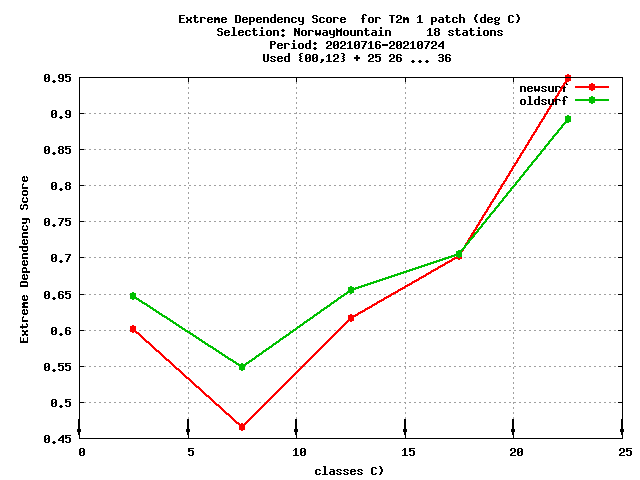 Extreme Dependency Score  for T2m 1 patch (deg C)
Selection: NorwayMountain     18 stations
Period: 20210716-20210724
Used {00,12} + 25 26 ... 36
newsurf
oldsurf
0.95
0.9
0.85
0.8
0.75
0.7
0.65
0.6
0.55
0.5
0.45
Extreme Dependency Score
0 5 10 15 20 25
classes C)